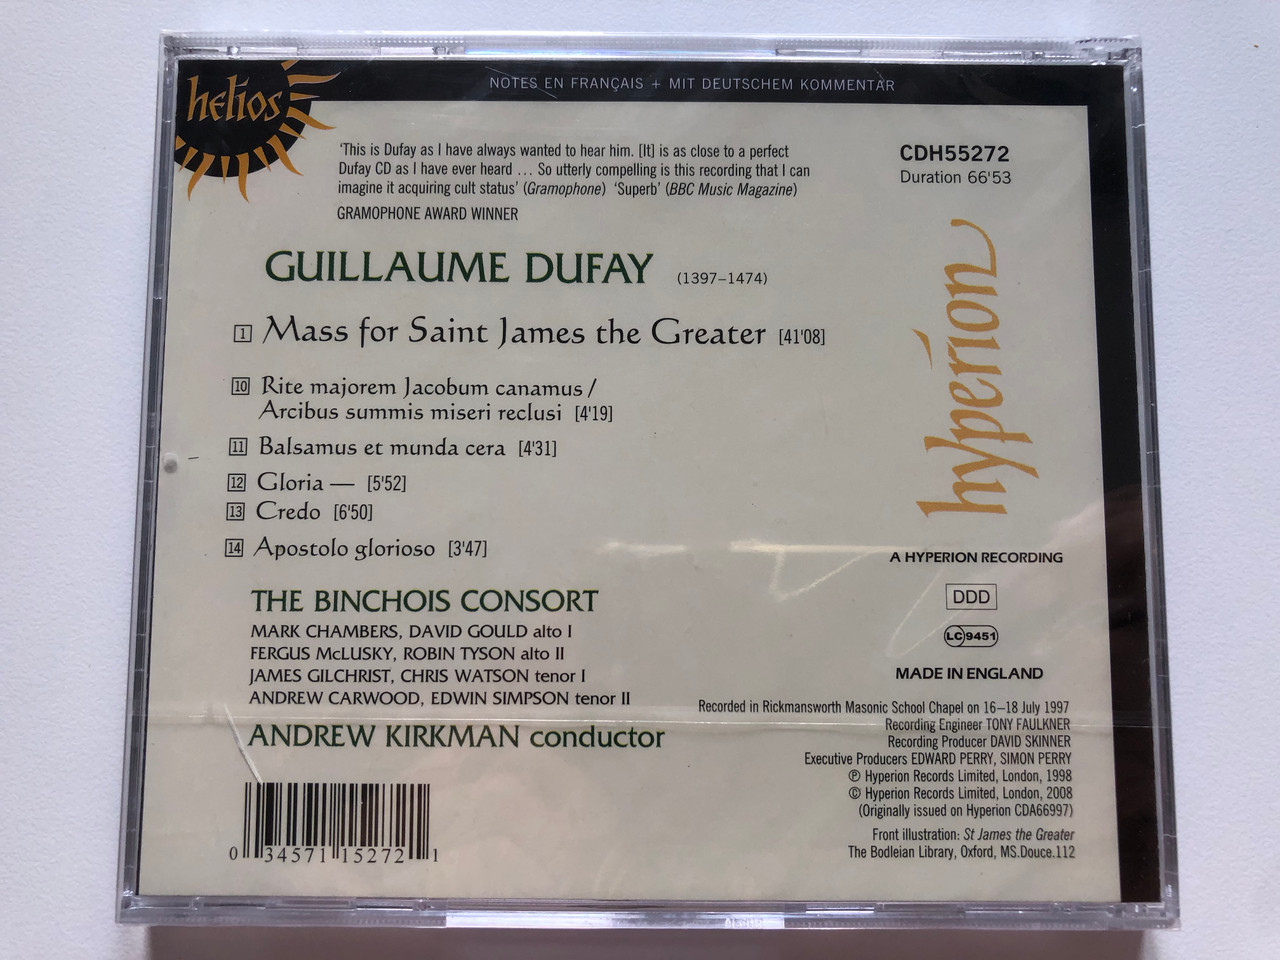 helios
NOTES EN FRANÇAIS + MIT DEUTSCHEM KOMMENTAR
'This is Dufay as I have always wanted to hear him. [It] is as close to a perfect
Dufay CD as I have ever heard ... So utterly compelling is this recording that I can
imagine it acquiring cult status' (Gramophone) 'Superb' (BBC Music Magazine)
GRAMOPHONE AWARD WINNER
CDH55272
Duration 66'53
GUILLAUME DUFAY (1397–1474)
1 Mass for Saint James the Greater [41'08]
10 Rite majorem Jacobum canamus /
Arcibus summis miseri reclusi [4'19]
11 Balsamus et munda cera [4'31]
12 Gloria — [5'52]
13 Credo [6'50]
14 Apostolo glorioso [3'47]
hyperion
A HYPERION RECORDING
DDD
LC 9451
MADE IN ENGLAND
THE BINCHOIS CONSORT
MARK CHAMBERS, DAVID GOULD alto I
FERGUS McLUSKY, ROBIN TYSON alto II
JAMES GILCHRIST, CHRIS WATSON tenor I
ANDREW CARWOOD, EDWIN SIMPSON tenor II
ANDREW KIRKMAN conductor
Recorded in Rickmansworth Masonic School Chapel on 16–18 July 1997
Recording Engineer TONY FAULKNER
Recording Producer DAVID SKINNER
Executive Producers EDWARD PERRY, SIMON PERRY
℗ Hyperion Records Limited, London, 1998
© Hyperion Records Limited, London, 2008
(Originally issued on Hyperion CDA66997)
Front illustration: St James the Greater
The Bodleian Library, Oxford, MS.Douce.112
0 34571 15272 1